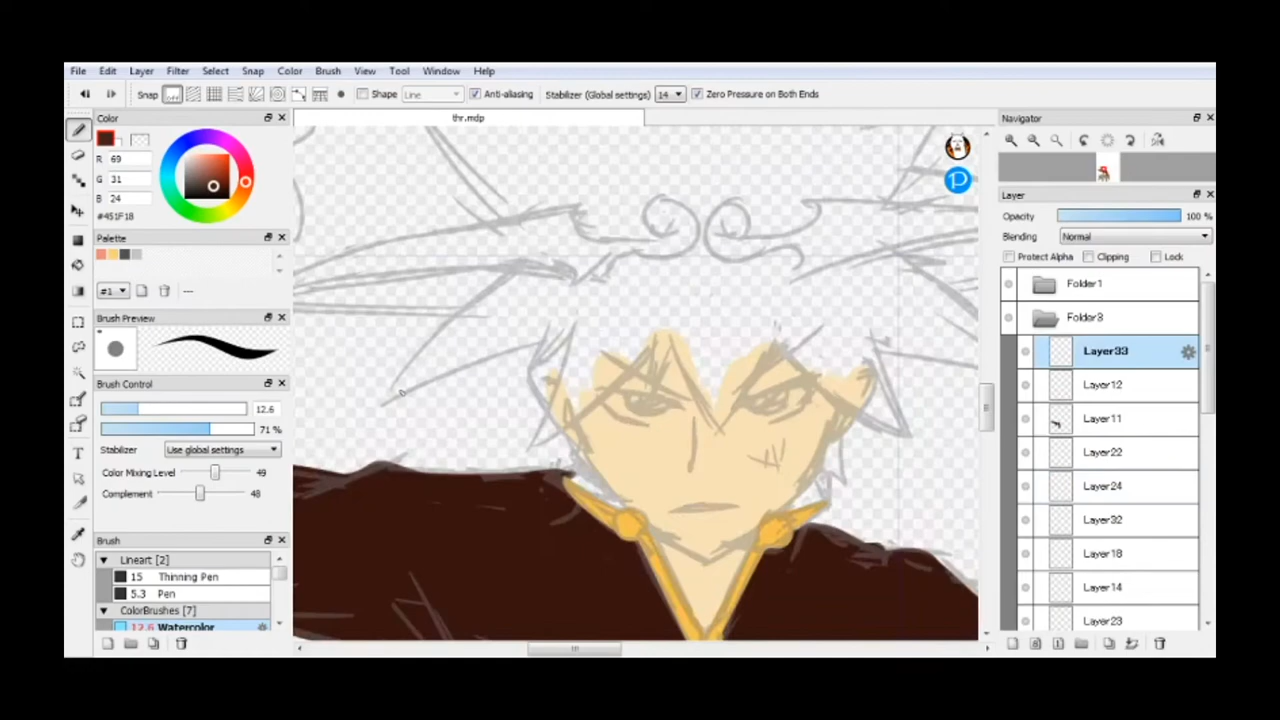 File Edit Layer Filter Select Snap Color Brush View Tool Window Help
Snap off Shape Line Anti-aliasing Stabilizer (Global settings) 14 Zero Pressure on Both Ends
Color
thr.mdp
Navigator
R 69
G 31
B 24
#451F18
Layer
Opacity 100 %
Palette
Blending Normal
Protect Alpha Clipping Lock
#1 ---
Folder1
Brush Preview
Folder3
Layer33
Brush Control
Layer12
12.6
71 %
Layer11
Stabilizer Use global settings
Layer22
Color Mixing Level 49
Complement 48
Layer24
Layer32
Brush
Lineart [2]
Layer18
15 Thinning Pen
5.3 Pen
Layer14
ColorBrushes [7]
12.6 Watercolor
Layer23